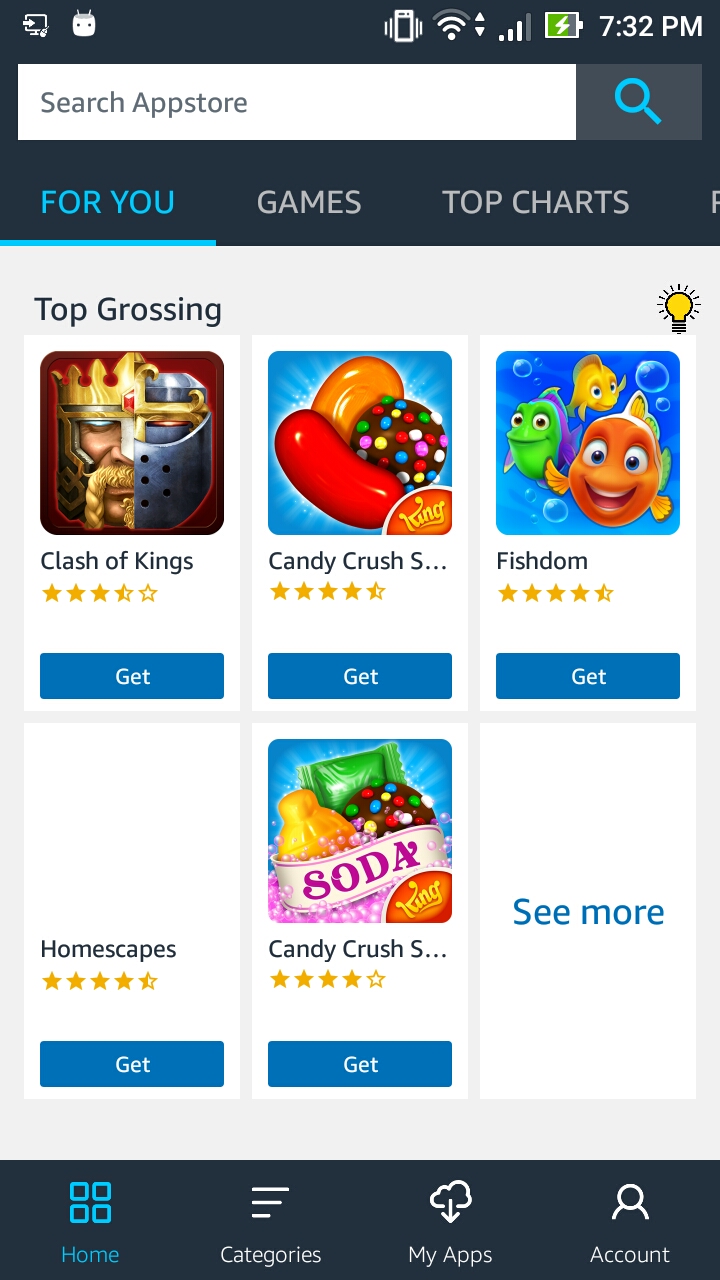 7:32 PM
Search Appstore
FOR YOU GAMES TOP CHARTS
Top Grossing
King
Clash of Kings Candy Crush S... Fishdom
Get Get Get
SODA
King
See more
Homescapes Candy Crush S...
Get Get
Home Categories My Apps Account